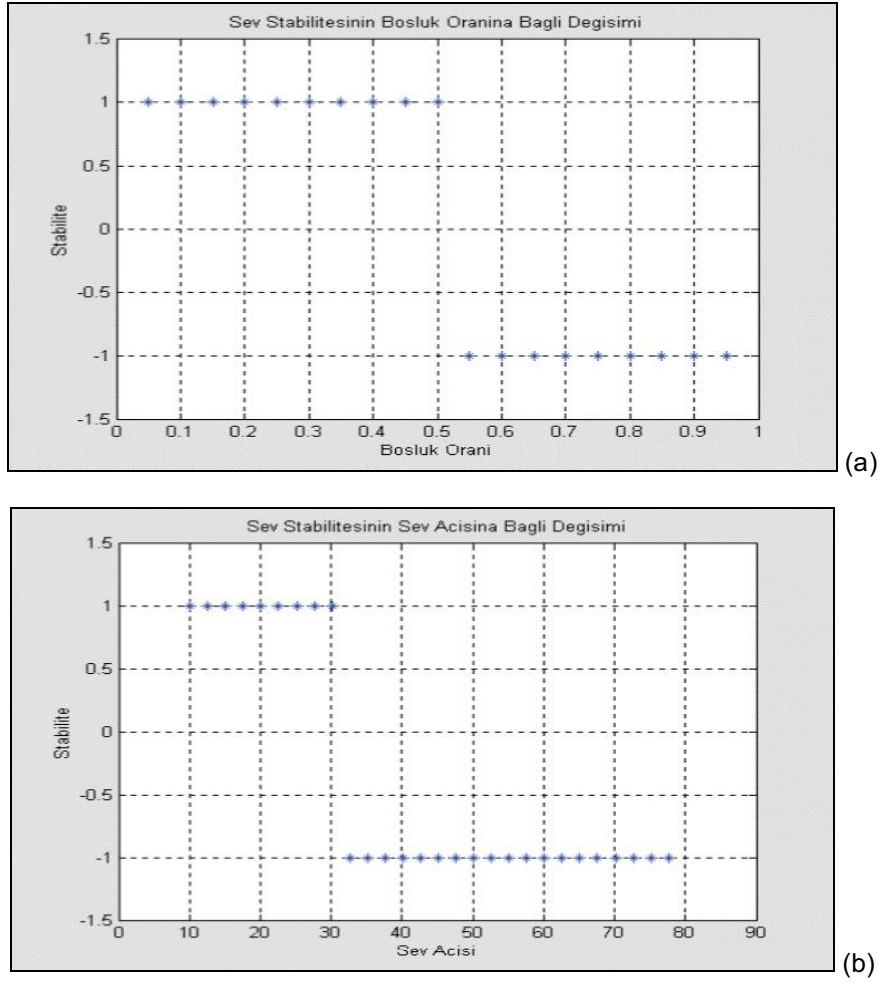 Sev Stabilitesinin Bosluk Oranina Bagli Degisimi
1.5
1
0.5
0
-0.5
-1
-1.5
Stabilite
0 0.1 0.2 0.3 0.4 0.5 0.6 0.7 0.8 0.9 1
Bosluk Orani
(a)
Sev Stabilitesinin Sev Acisina Bagli Degisimi
1.5
1
0.5
0
-0.5
-1
-1.5
Stabilite
0 10 20 30 40 50 60 70 80 90
Sev Acisi
(b)